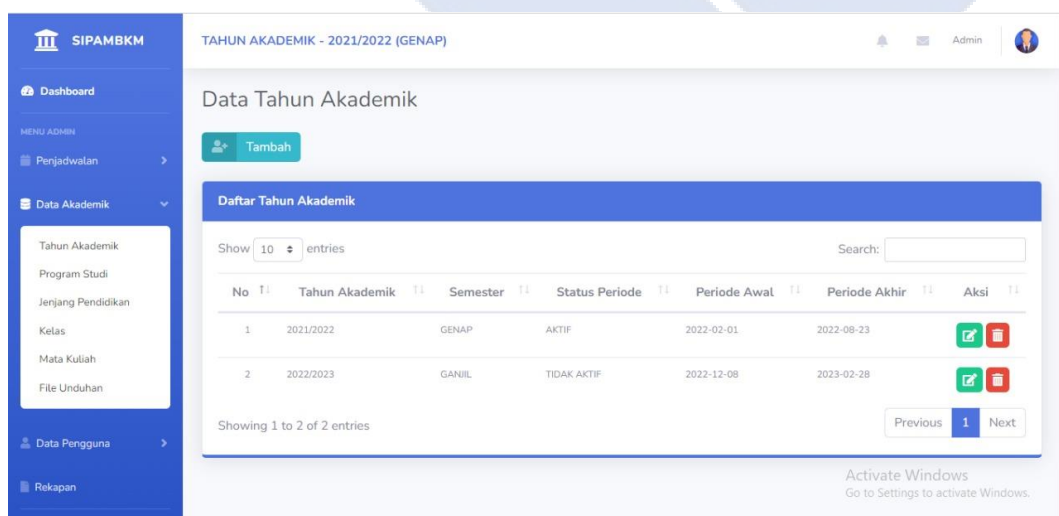 SIPAMBKM
TAHUN AKADEMIK - 2021/2022 (GENAP)
Admin
Dashboard
MENU ADMIN
Penjadwalan
Data Akademik
Tahun Akademik
Program Studi
Jenjang Pendidikan
Kelas
Mata Kuliah
File Unduhan
Data Pengguna
Rekapan
Data Tahun Akademik
Tambah
Daftar Tahun Akademik
Show 10 entries
Search:
No Tahun Akademik Semester Status Periode Periode Awal Periode Akhir Aksi
1 2021/2022 GENAP AKTIF 2022-02-01 2022-08-23
2 2022/2023 GANJIL TIDAK AKTIF 2022-12-08 2023-02-28
Showing 1 to 2 of 2 entries
Previous 1 Next
Activate Windows
Go to Settings to activate Windows.